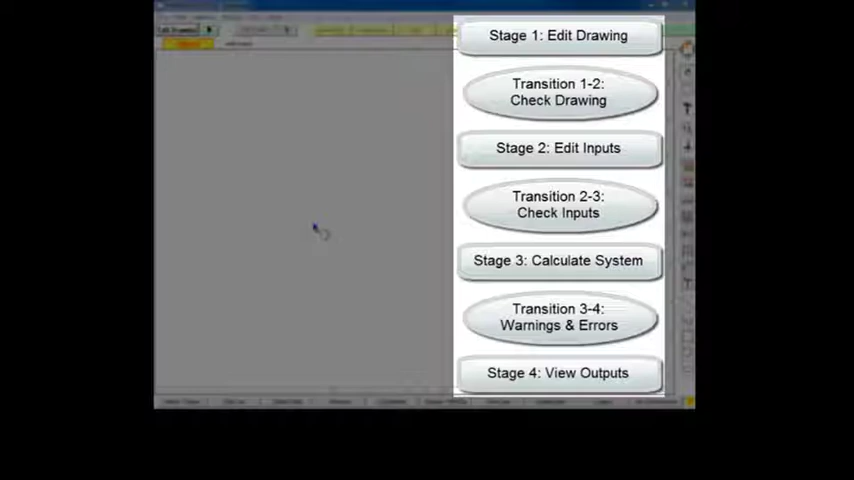 Stage 1: Edit Drawing
Transition 1-2:
Check Drawing
Stage 2: Edit Inputs
Transition 2-3:
Check Inputs
Stage 3: Calculate System
Transition 3-4:
Warnings & Errors
Stage 4: View Outputs